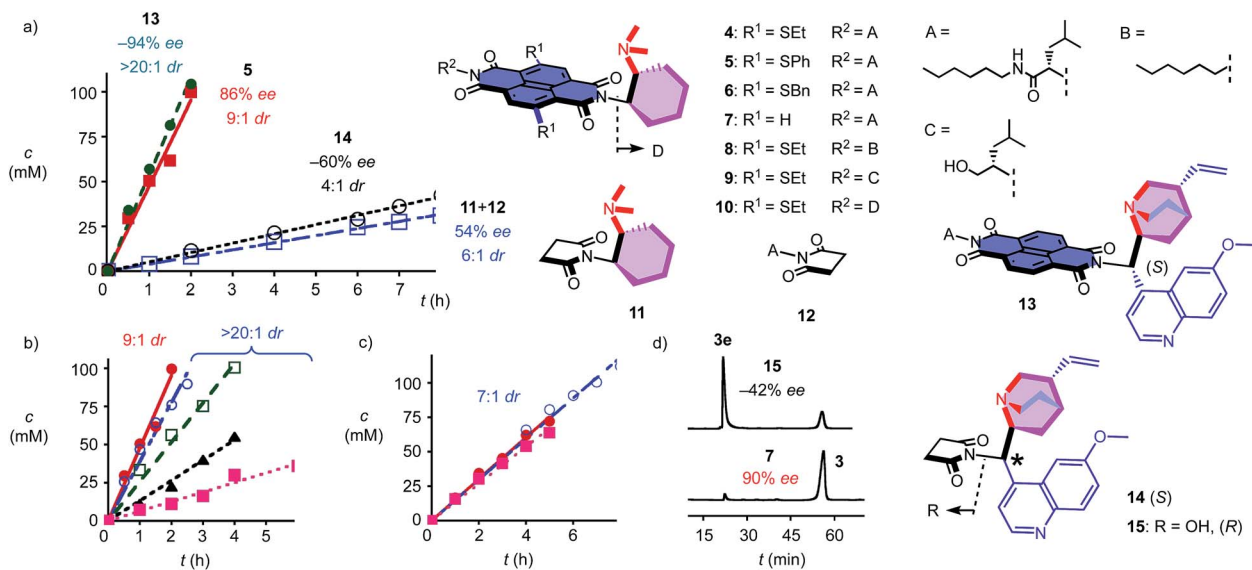 a)
13
–94% ee
>20:1 dr
5
86% ee
9:1 dr
14
–60% ee
4:1 dr
11+12
54% ee
6:1 dr
c
(mM)
100
75
50
25
0
0 1 2 3 4 5 6 7
t (h)
R²
N
O
O
R¹
R¹
O
O
N
N
D
O
N
O
N
11
4: R¹ = SEt R² = A
5: R¹ = SPh R² = A
6: R¹ = SBn R² = A
7: R¹ = H R² = A
8: R¹ = SEt R² = B
9: R¹ = SEt R² = C
10: R¹ = SEt R² = D
O
A N
O
12
A =
H
N
O
B =
C =
HO
A N
O
O
O
O
N
N
(S)
O
N
13
b)
9:1 dr
>20:1 dr
c
(mM)
100
75
50
25
0
0 1 2 3 4 5
t (h)
c)
7:1 dr
100
75
50
25
0
0 2 4 6
t (h)
d)
3e
15
–42% ee
7
90% ee
3
15 30 45 60
t (min)
N
O
N
O
*
R
O
N
14 (S)
15: R = OH, (R)